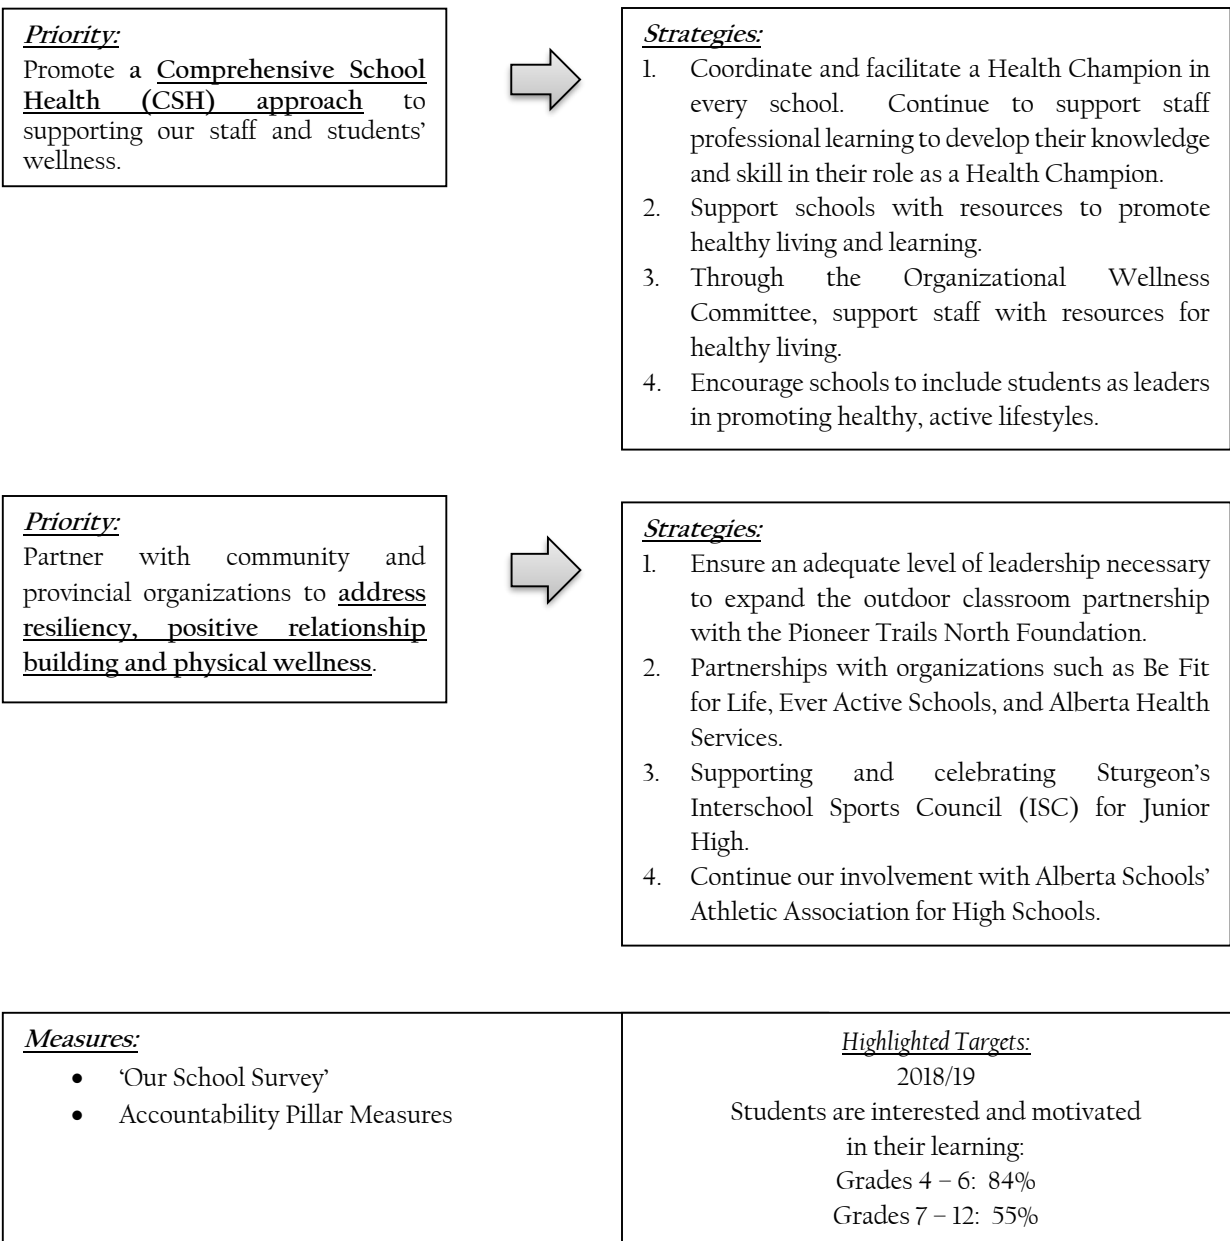 Priority:
Promote a Comprehensive School
Health (CSH) approach to
supporting our staff and students’
wellness.
Strategies:
1. Coordinate and facilitate a Health Champion in
every school. Continue to support staff
professional learning to develop their knowledge
and skill in their role as a Health Champion.
2. Support schools with resources to promote
healthy living and learning.
3. Through the Organizational Wellness
Committee, support staff with resources for
healthy living.
4. Encourage schools to include students as leaders
in promoting healthy, active lifestyles.
Priority:
Partner with community and
provincial organizations to address
resiliency, positive relationship
building and physical wellness.
Strategies:
1. Ensure an adequate level of leadership necessary
to expand the outdoor classroom partnership
with the Pioneer Trails North Foundation.
2. Partnerships with organizations such as Be Fit
for Life, Ever Active Schools, and Alberta Health
Services.
3. Supporting and celebrating Sturgeon’s
Interschool Sports Council (ISC) for Junior
High.
4. Continue our involvement with Alberta Schools’
Athletic Association for High Schools.
Measures:
• ‘Our School Survey’
• Accountability Pillar Measures
Highlighted Targets:
2018/19
Students are interested and motivated
in their learning:
Grades 4 – 6: 84%
Grades 7 – 12: 55%